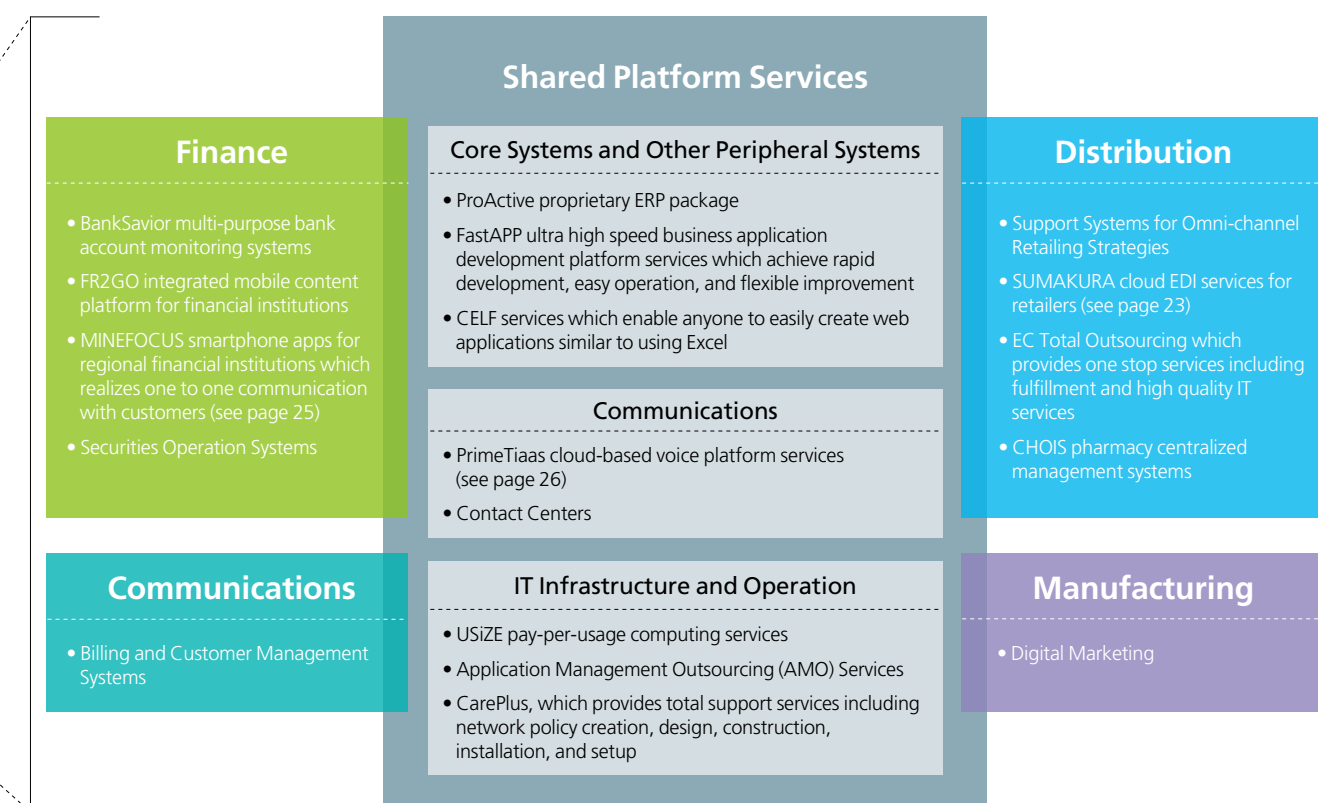 Shared Platform Services
Finance
• BankSavior multi-purpose bank
account monitoring systems
• FR2GO integrated mobile content
platform for financial institutions
• MINEFOCUS smartphone apps for
regional financial institutions which
realizes one to one communication
with customers (see page 25)
• Securities Operation Systems
Communications
• Billing and Customer Management
Systems
Core Systems and Other Peripheral Systems
• ProActive proprietary ERP package
• FastAPP ultra high speed business application
development platform services which achieve rapid
development, easy operation, and flexible improvement
• CELF services which enable anyone to easily create web
applications similar to using Excel
Communications
• PrimeTiaas cloud-based voice platform services
(see page 26)
• Contact Centers
IT Infrastructure and Operation
• USiZE pay-per-usage computing services
• Application Management Outsourcing (AMO) Services
• CarePlus, which provides total support services including
network policy creation, design, construction,
installation, and setup
Distribution
• Support Systems for Omni-channel
Retailing Strategies
• SUMAKURA cloud EDI services for
retailers (see page 23)
• EC Total Outsourcing which
provides one stop services including
fulfillment and high quality IT
services
• CHOIS pharmacy centralized
management systems
Manufacturing
• Digital Marketing